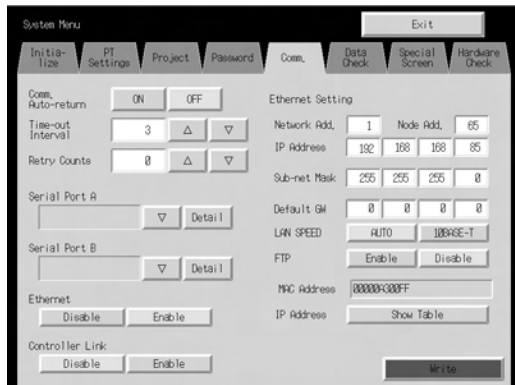 System Menu
Exit
Initia-
lize
PT
Settings
Project
Password
Comm.
Data
Check
Special
Screen
Hardware
Check
Comm.
Auto-return
ON
OFF
Time-out
Interval
3
△
▽
Retry Counts
0
△
▽
Serial Port A
▽
Detail
Serial Port B
▽
Detail
Ethernet
Disable
Enable
Controller Link
Disable
Enable
Ethernet Setting
Network Add. 1 Node Add. 65
IP Address 192 168 168 85
Sub-net Mask 255 255 255 0
Default GW 0 0 0 0
LAN SPEED AUTO 10BASE-T
FTP Enable Disable
MAC Address 00000A300FF
IP Address Show Table
Write